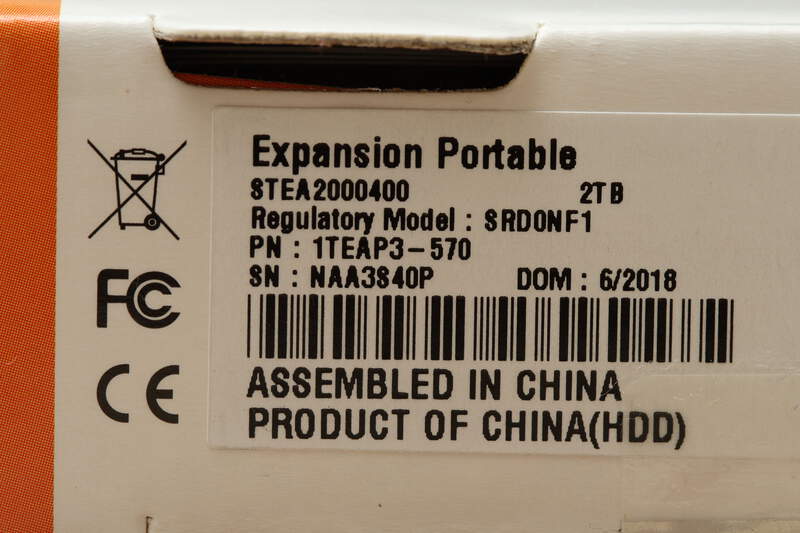 Expansion Portable
STEA2000400 2TB
Regulatory Model : SRD0NF1
PN : 1TEAP3-570
SN : NAA3S40P DOM : 6/2018
FC
CE
ASSEMBLED IN CHINA
PRODUCT OF CHINA(HDD)